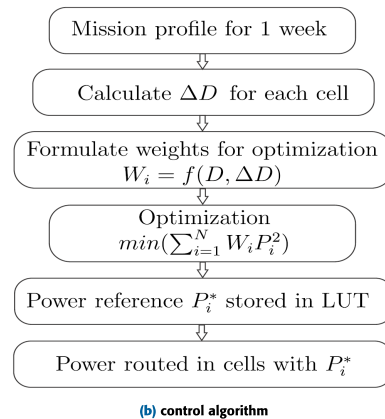 Mission profile for 1 week
Calculate ΔD for each cell
Formulate weights for optimization
W_i = f(D, ΔD)
Optimization
min(∑_{i=1}^{N} W_i P_i^2)
Power reference P_i^* stored in LUT
Power routed in cells with P_i^*
(b) control algorithm